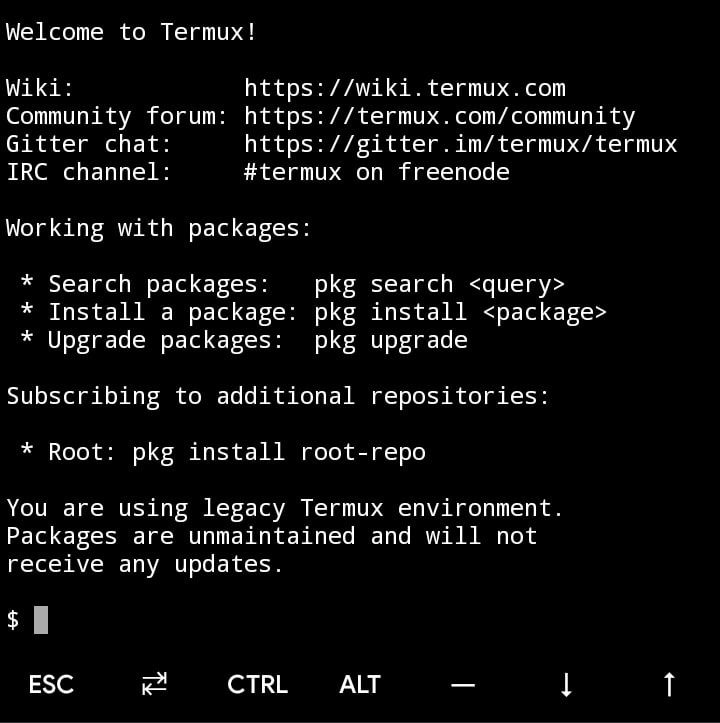 Welcome to Termux!
Wiki: https://wiki.termux.com
Community forum: https://termux.com/community
Gitter chat: https://gitter.im/termux/termux
IRC channel: #termux on freenode
Working with packages:
* Search packages: pkg search <query>
* Install a package: pkg install <package>
* Upgrade packages: pkg upgrade
Subscribing to additional repositories:
* Root: pkg install root-repo
You are using legacy Termux environment.
Packages are unmaintained and will not
receive any updates.
$
ESC ⇄ CTRL ALT — ↓ ↑